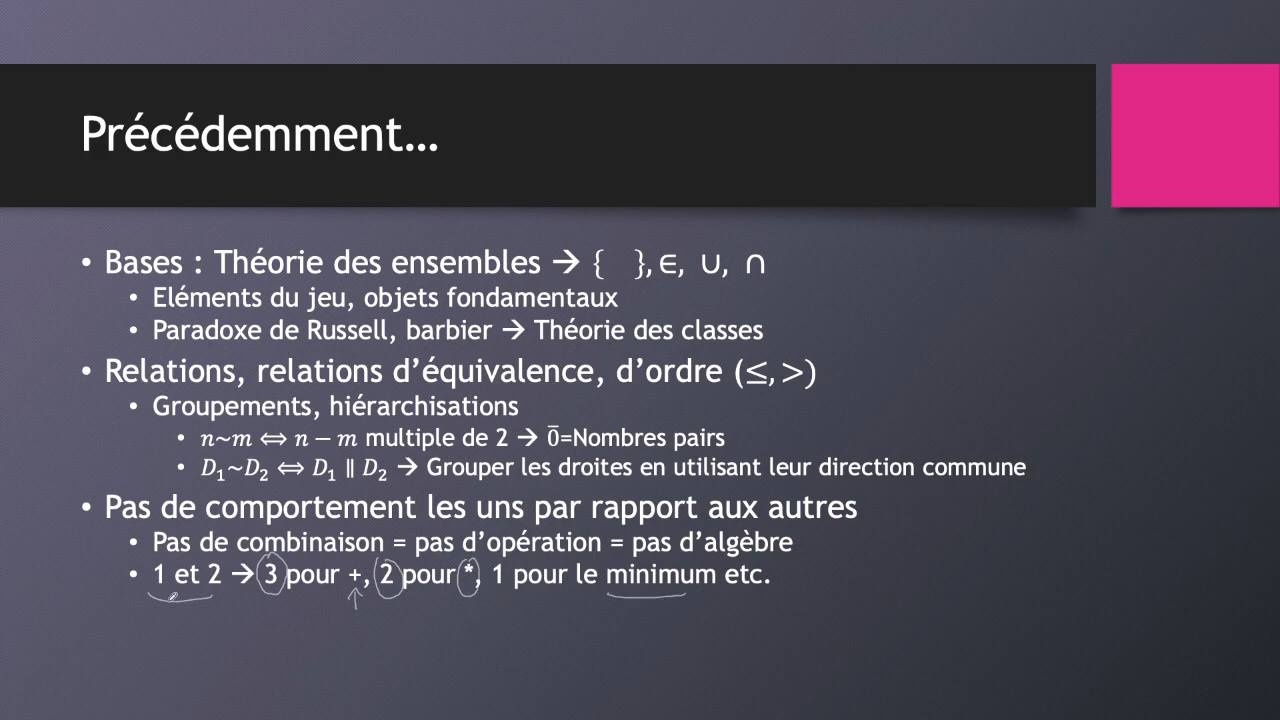 Précédemment…
• Bases : Théorie des ensembles → { }, ∈, ∪, ∩
• Eléments du jeu, objets fondamentaux
• Paradoxe de Russell, barbier → Théorie des classes
• Relations, relations d’équivalence, d’ordre (≤, >)
• Groupements, hiérarchisations
• n~m ⟺ n − m multiple de 2 → 0̄=Nombres pairs
• D₁~D₂ ⟺ D₁ ∥ D₂ → Grouper les droites en utilisant leur direction commune
• Pas de comportement les uns par rapport aux autres
• Pas de combinaison = pas d’opération = pas d’algèbre
• 1 et 2 → 3 pour +, 2 pour *, 1 pour le minimum etc.